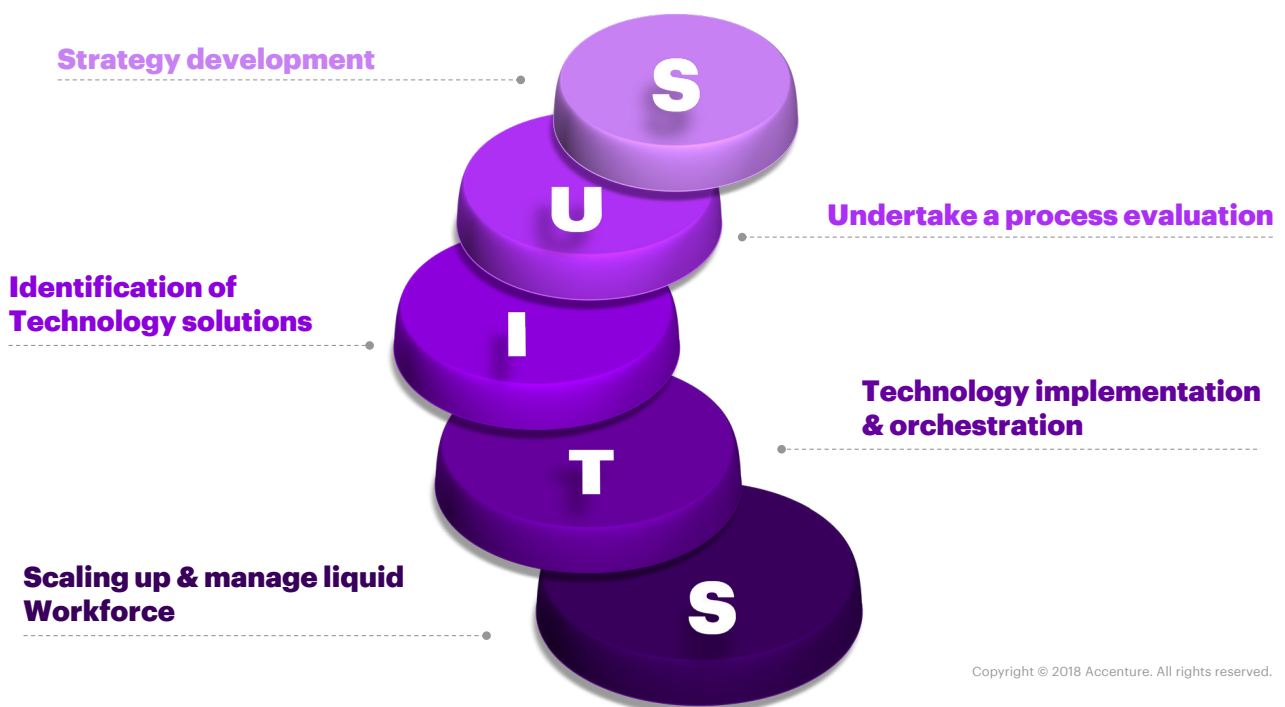 Strategy development
S
U
Undertake a process evaluation
Identification of
Technology solutions
I
Technology implementation
& orchestration
T
Scaling up & manage liquid
Workforce
S
Copyright © 2018 Accenture. All rights reserved.